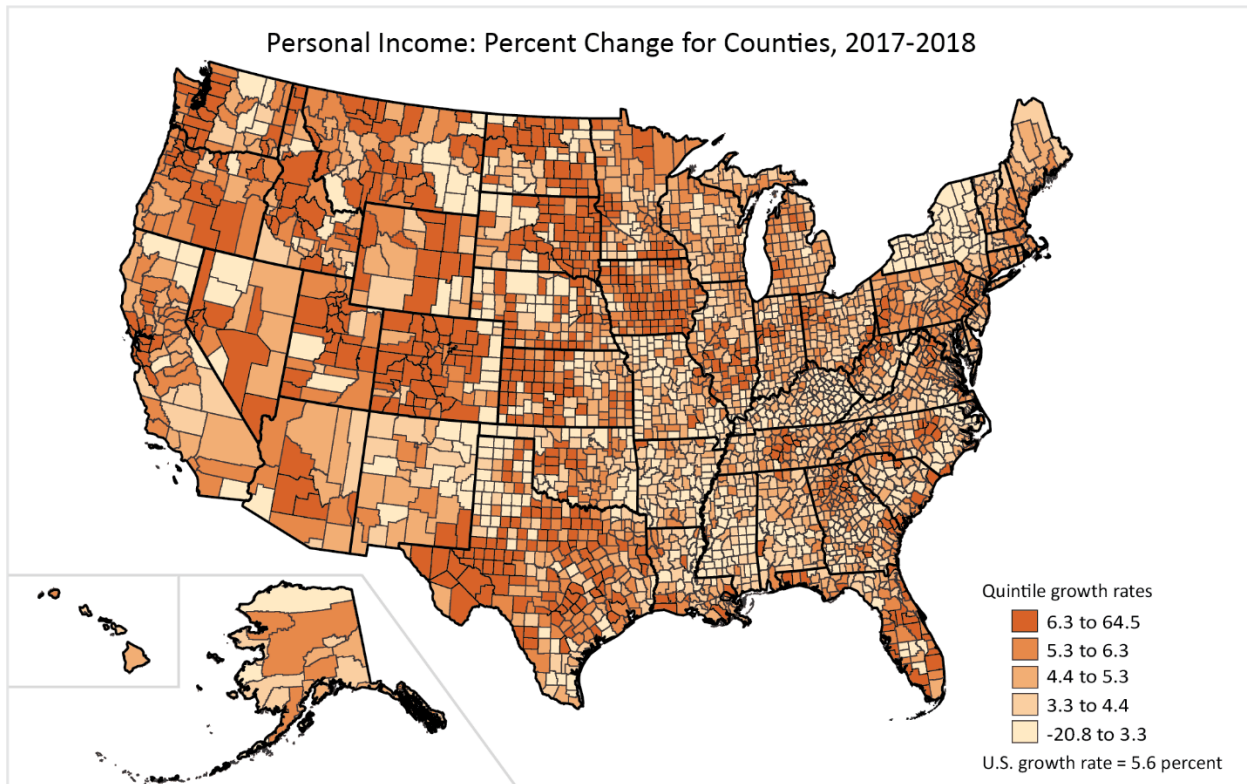 Personal Income: Percent Change for Counties, 2017-2018
Quintile growth rates
6.3 to 64.5
5.3 to 6.3
4.4 to 5.3
3.3 to 4.4
-20.8 to 3.3
U.S. growth rate = 5.6 percent